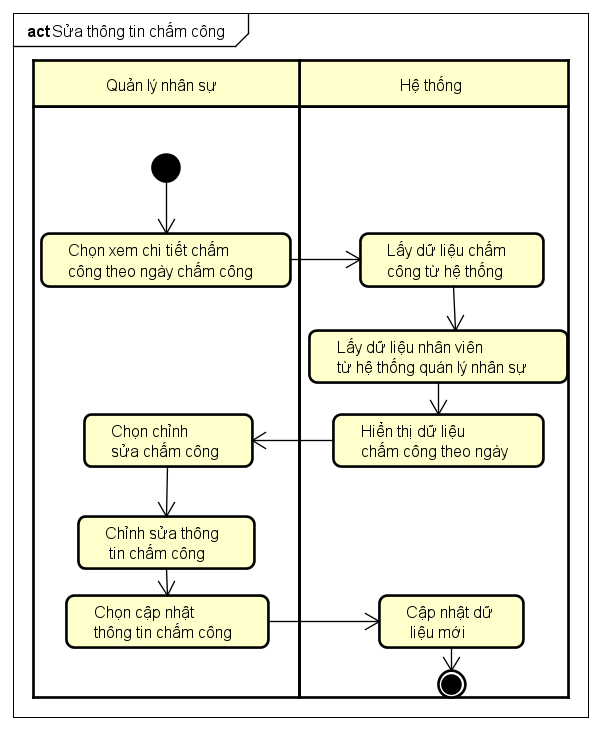 act Sửa thông tin chấm công
Quản lý nhân sự
Hệ thống
Chọn xem chi tiết chấm
công theo ngày chấm công
Lấy dữ liệu chấm
công từ hệ thống
Lấy dữ liệu nhân viên
từ hệ thống quán lý nhân sự
Hiển thị dữ liệu
chấm công theo ngày
Chọn chỉnh
sửa chấm công
Chỉnh sửa thông
tin chấm công
Chọn cập nhật
thông tin chấm công
Cập nhật dữ
liệu mới